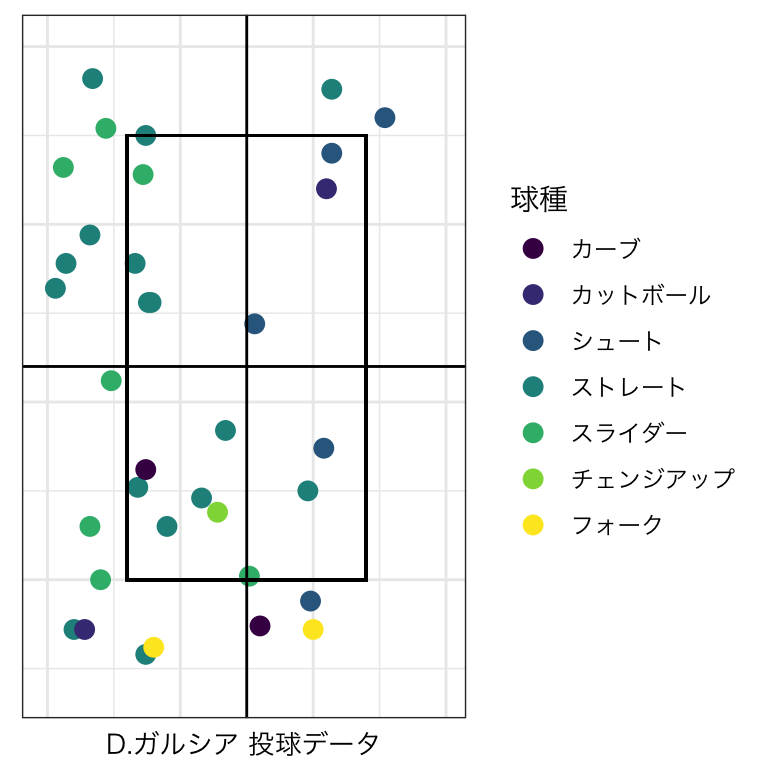 球種
カーブ
カットボール
シュート
ストレート
スライダー
チェンジアップ
フォーク
D.ガルシア 投球データ